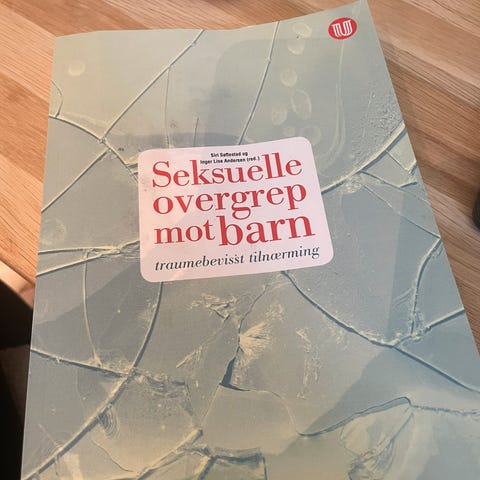 Siri Søftestad og
Inger Lise Andersen (red.)
Seksuelle
overgrep
mot barn
traumebevisst tilnærming